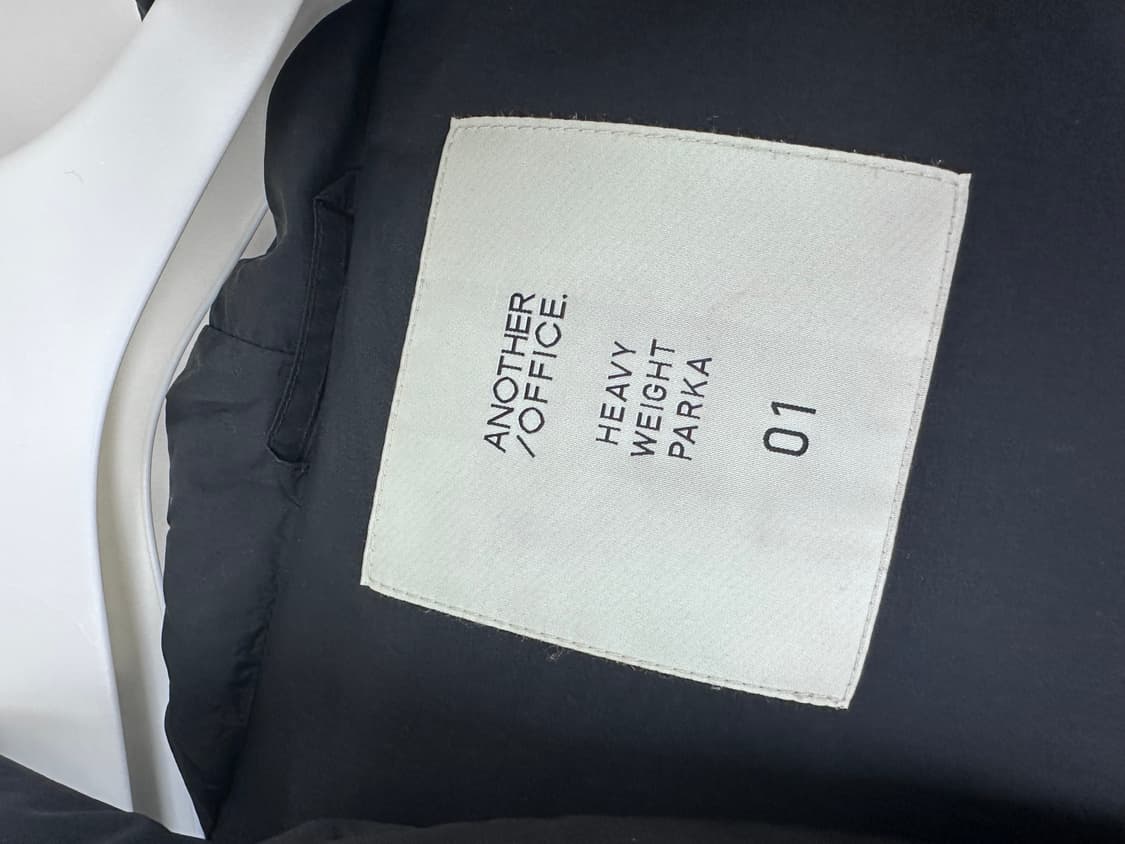 ANOTHER
/OFFICE.
HEAVY
WEIGHT
PARKA
01